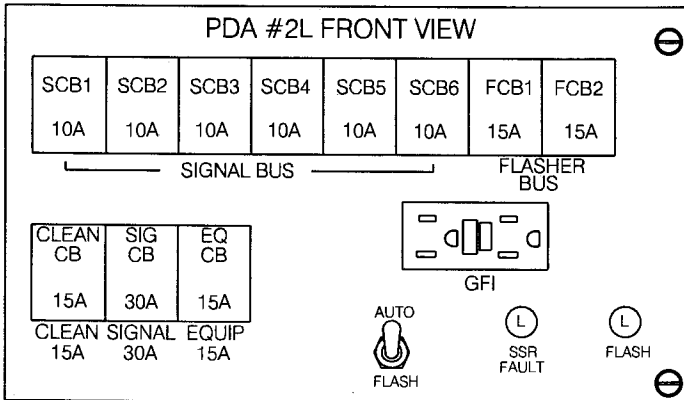 PDA #2L FRONT VIEW
SCB1 SCB2 SCB3 SCB4 SCB5 SCB6 FCB1 FCB2
10A 10A 10A 10A 10A 10A 15A 15A
SIGNAL BUS
FLASHER
BUS
CLEAN SIG EQ
CB CB CB
15A 30A 15A
CLEAN SIGNAL EQUIP
15A 30A 15A
GFI
AUTO
FLASH
L
SSR
FAULT
L
FLASH